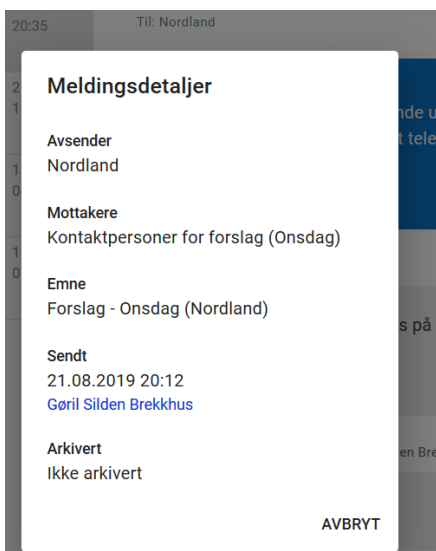 20:35
Til: Nordland
Meldingsdetaljer
Avsender
Nordland
Mottakere
Kontaktpersoner for forslag (Onsdag)
Emne
Forslag - Onsdag (Nordland)
Sendt
21.08.2019 20:12
Gøril Silden Brekkhus
Arkivert
Ikke arkivert
AVBRYT
s på